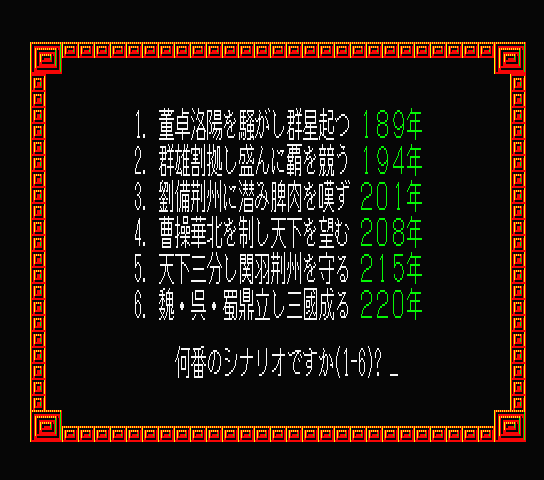 1. 董卓洛陽を騒がし群星起つ 189年
2. 群雄割拠し盛んに覇を競う 194年
3. 劉備荆州に潜み脾肉を嘆ず 201年
4. 曹操華北を制し天下を望む 208年
5. 天下三分し関羽荆州を守る 215年
6. 魏・呉・蜀鼎立し三國成る 220年
何番のシナリオですか(1-6)? _